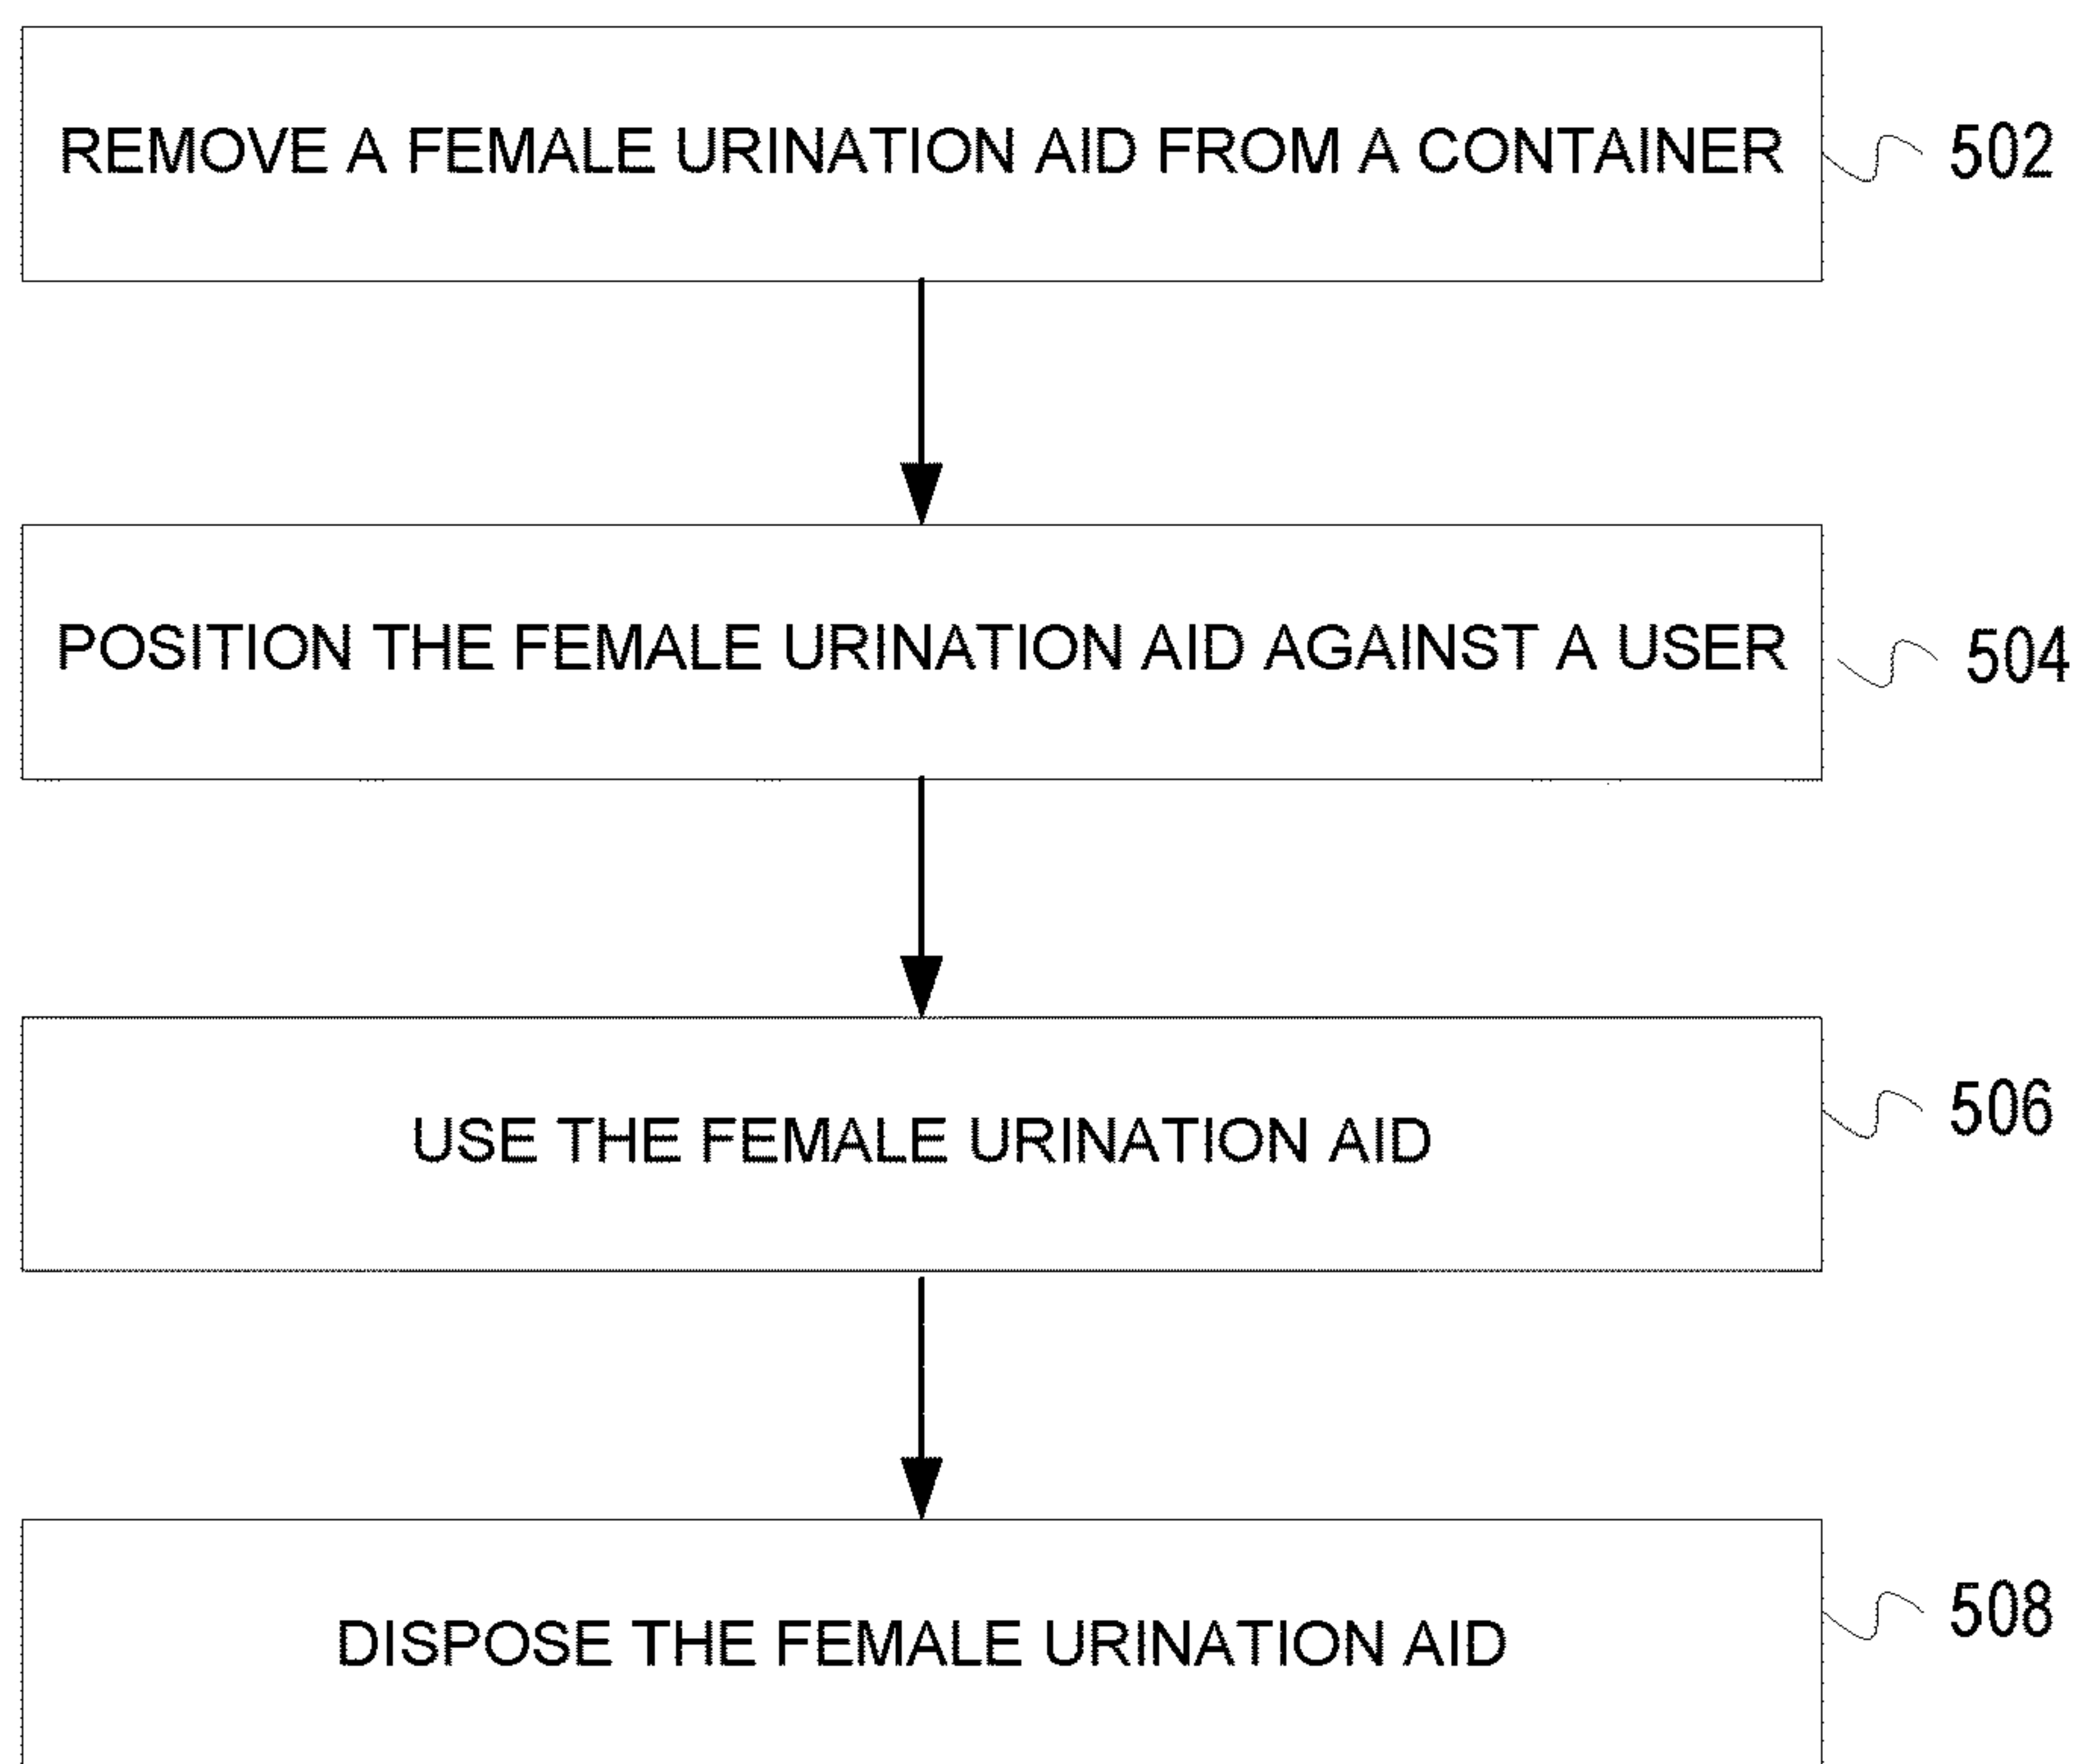 REMOVE A FEMALE URINATION AID FROM A CONTAINER
502
POSITION THE FEMALE URINATION AID AGAINST A USER
504
USE THE FEMALE URINATION AID
506
DISPOSE THE FEMALE URINATION AID
508